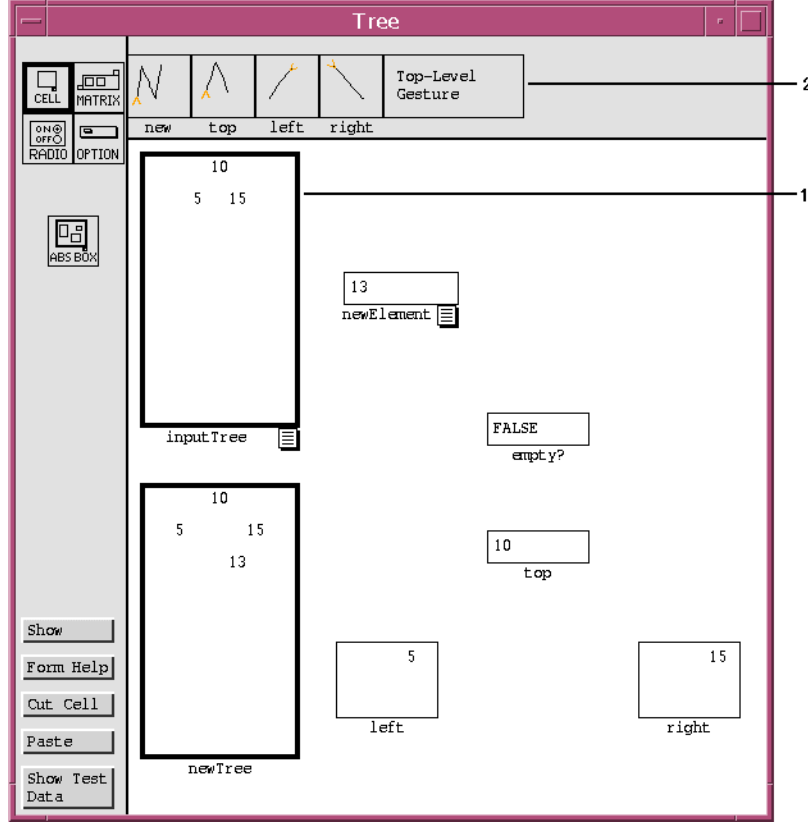 Tree
CELL
MATRIX
ON
OFF
RADIO
OPTION
ABS BOX
new
top
left
right
Top-Level
Gesture
2
10
5 15
1
inputTree
13
newElement
FALSE
empty?
10
5 15
13
newTree
10
top
5
left
15
right
Show
Form Help
Cut Cell
Paste
Show Test
Data